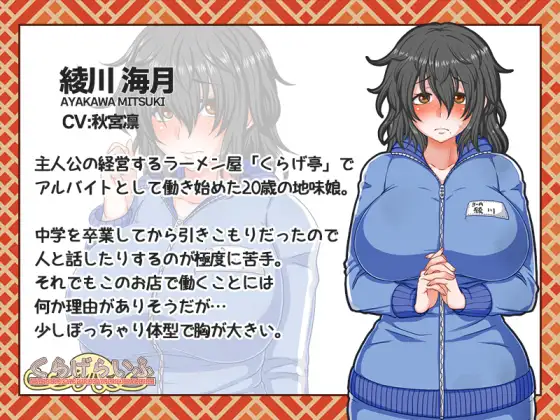 綾川 海月
AYAKAWA MITSUKI
CV:秋宮凛
主人公の経営するラーメン屋「くらげ亭」で
アルバイトとして働き始めた20歳の地味娘。
中学を卒業してから引きこもりだったので
人と話したりするのが極度に苦手。
それでもこのお店で働くことには
何か理由がありそうだが…
少しぽっちゃり体型で胸が大きい。
くらげらいふ
綾川